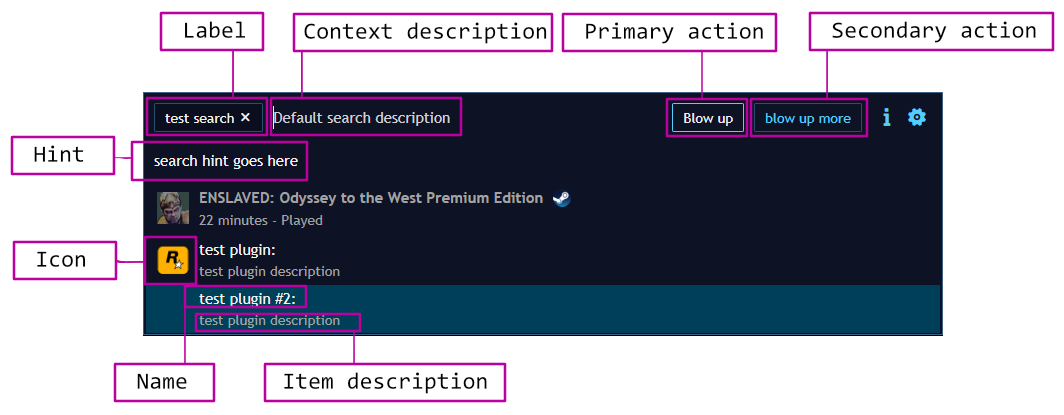 Label
Context description
Primary action
Secondary action
test search ×
Default search description
Blow up
blow up more
Hint
search hint goes here
ENSLAVED: Odyssey to the West Premium Edition
22 minutes - Played
Icon
R
test plugin:
test plugin description
test plugin #2:
test plugin description
Name
Item description